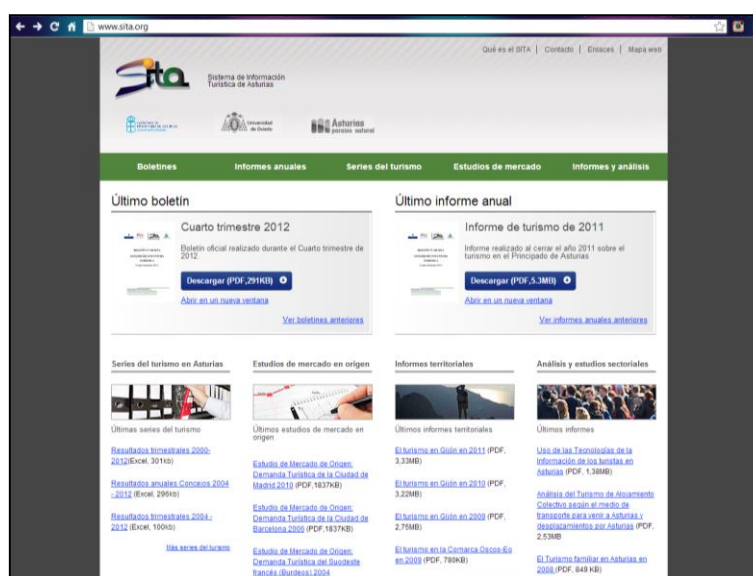 www.sita.org
Qué es el SITA | Contacto | Enlaces | Mapa web
Sita
Sistema de Información
Turística de Asturias
Universidad
de Oviedo
Asturias
paraíso natural
Boletines Informes anuales Series del turismo Estudios de mercado Informes y análisis
Último boletín
Cuarto trimestre 2012
Boletín oficial realizado durante el Cuarto trimestre de
2012
Descargar (PDF,291KB)
Abrir en un nueva ventana
Ver boletines anteriores
Último informe anual
Informe de turismo de 2011
Informe realizado al cerrar el año 2011 sobre el
turismo en el Principado de Asturias
Descargar (PDF,5.3MB)
Abrir en un nueva ventana
Ver informes anuales anteriores
Series del turismo en Asturias
Últimas series del turismo
Resultados trimestrales 2000-
2012(Excel, 301kb)
Resultados anuales Concejos 2004
- 2012 (Excel, 296kb)
Resultados trimestrales 2004 -
2012 (Excel, 100kb)
Más series del turismo
Estudios de mercado en origen
Últimos estudios de mercado en
origen
Estudio de Mercado de Origen:
Demanda Turística de la Ciudad de
Madrid 2010 (PDF,1837KB)
Estudio de Mercado de Origen:
Demanda Turística de la Ciudad de
Barcelona 2006 (PDF,1837KB)
Estudio de Mercado de Origen:
Demanda Turística del Sudoeste
francés (Burdeos) 2004
Informes territoriales
Últimos informes territoriales
El turismo en Gijón en 2011 (PDF,
3,33MB)
El turismo en Gijón en 2010 (PDF,
3.22MB)
El turismo en Gijón en 2009 (PDF,
2,76MB)
El turismo en la Comarca Oscos-Eo
en 2009 (PDF, 780KB)
Análisis y estudios sectoriales
Últimos informes
Uso de las Tecnologías de la
Información de los turistas en
Asturias (PDF, 1,38MB)
Análisis del Turismo de Alojamiento
Colectivo según el medio de
transporte para venir a Asturias y
desplazamientos por Asturias (PDF,
2.53MB
El Turismo familiar en Asturias en
2008 (PDF, 849 KB)